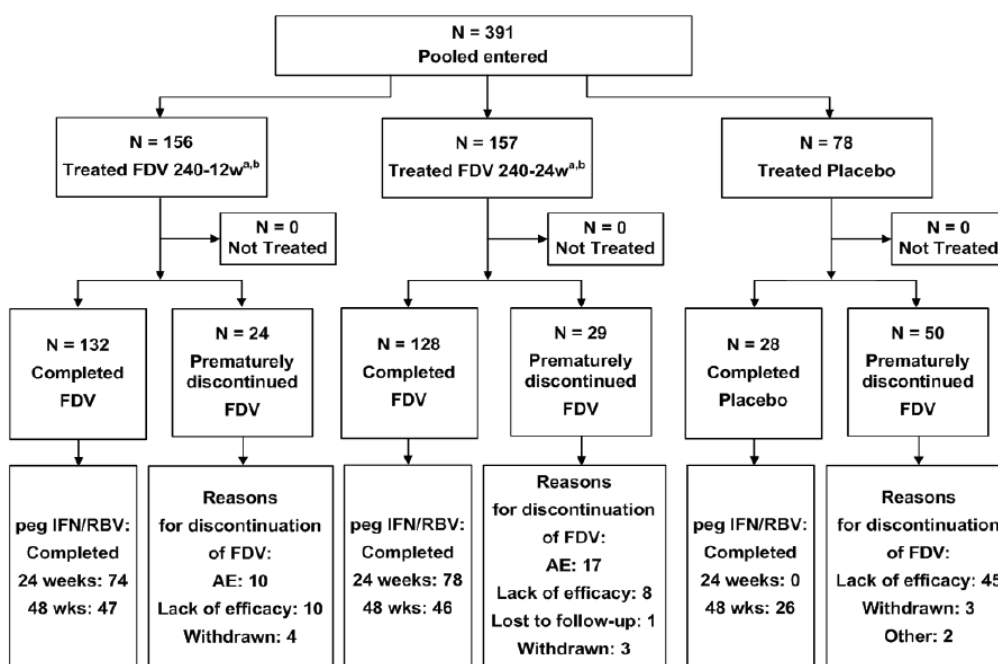 N = 391
Pooled entered
N = 156
Treated FDV 240-12wᵃ,ᵇ
N = 157
Treated FDV 240-24wᵃ,ᵇ
N = 78
Treated Placebo
N = 0
Not Treated
N = 0
Not Treated
N = 0
Not Treated
N = 132
Completed
FDV
N = 24
Prematurely
discontinued
FDV
N = 128
Completed
FDV
N = 29
Prematurely
discontinued
FDV
N = 28
Completed
Placebo
N = 50
Prematurely
discontinued
FDV
peg IFN/RBV:
Completed
24 weeks: 74
48 wks: 47
Reasons
for discontinuation
of FDV:
AE: 10
Lack of efficacy: 10
Withdrawn: 4
peg IFN/RBV:
Completed
24 weeks: 78
48 wks: 46
Reasons
for discontinuation
of FDV:
AE: 17
Lack of efficacy: 8
Lost to follow-up: 1
Withdrawn: 3
peg IFN/RBV:
Completed
24 weeks: 0
48 wks: 26
Reasons
for discontinuation
of FDV:
Lack of efficacy: 45
Withdrawn: 3
Other: 2